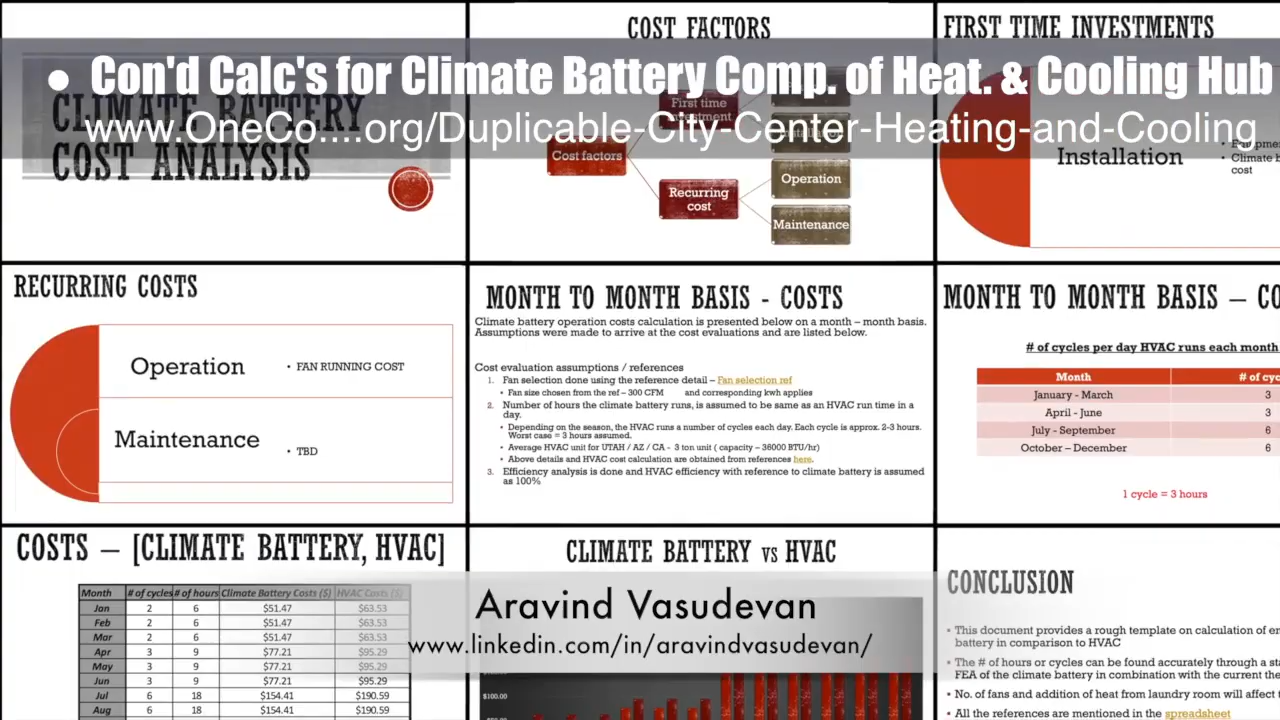 • Con'd Calc's for Climate Battery Comp. of Heat. & Cooling Hub
www.OneCo....org/Duplicable-City-Center-Heating-and-Cooling
CLIMATE BATTERY
COST ANALYSIS
COST FACTORS
First time
investment
Cost factors
Recurring
cost
Installation
Operation
Maintenance
FIRST TIME INVESTMENTS
Installation
• Equipme
• Climate b
cost
RECURRING COSTS
Operation
• FAN RUNNING COST
Maintenance
• TBD
MONTH TO MONTH BASIS - COSTS
Climate battery operation costs calculation is presented below on a month – month basis.
Assumptions were made to arrive at the cost evaluations and are listed below.
Cost evaluation assumptions / references
1. Fan selection done using the reference detail – Fan selection ref
• Fan size chosen from the ref – 300 CFM and corresponding kwh applies
2. Number of hours the climate battery runs, is assumed to be same as an HVAC run time in a
day.
• Depending on the season, the HVAC runs a number of cycles each day. Each cycle is approx. 2-3 hours.
Worst case = 3 hours assumed.
• Average HVAC unit for UTAH / AZ / CA - 3 ton unit ( capacity – 36000 BTU/hr)
• Above details and HVAC cost calculation are obtained from references here.
3. Efficiency analysis is done and HVAC efficiency with reference to climate battery is assumed
as 100%
MONTH TO MONTH BASIS – CO
# of cycles per day HVAC runs each month
Month # of cyc
January - March 3
April - June 3
July - September 6
October – December 6
1 cycle = 3 hours
COSTS – [CLIMATE BATTERY, HVAC]
Month # of cycles # of hours Climate Battery Costs ($) HVAC Costs ($)
Jan 2 6 $51.47 $63.53
Feb 2 6 $51.47 $63.53
Mar 2 6 $51.47 $63.53
Apr 3 9 $77.21 $95.29
May 3 9 $77.21 $95.29
Jun 3 9 $77.21 $95.29
Jul 6 18 $154.41 $190.59
Aug 6 18 $154.41 $190.59
CLIMATE BATTERY VS HVAC
$100.00
Aravind Vasudevan
www.linkedin.com/in/aravindvasudevan/
CONCLUSION
• This document provides a rough template on calculation of en
battery in comparison to HVAC
• The # of hours or cycles can be found accurately through a sta
FEA of the climate battery in combination with the current the
• No. of fans and addition of heat from laundry room will affect t
• All the references are mentioned in the spreadsheet